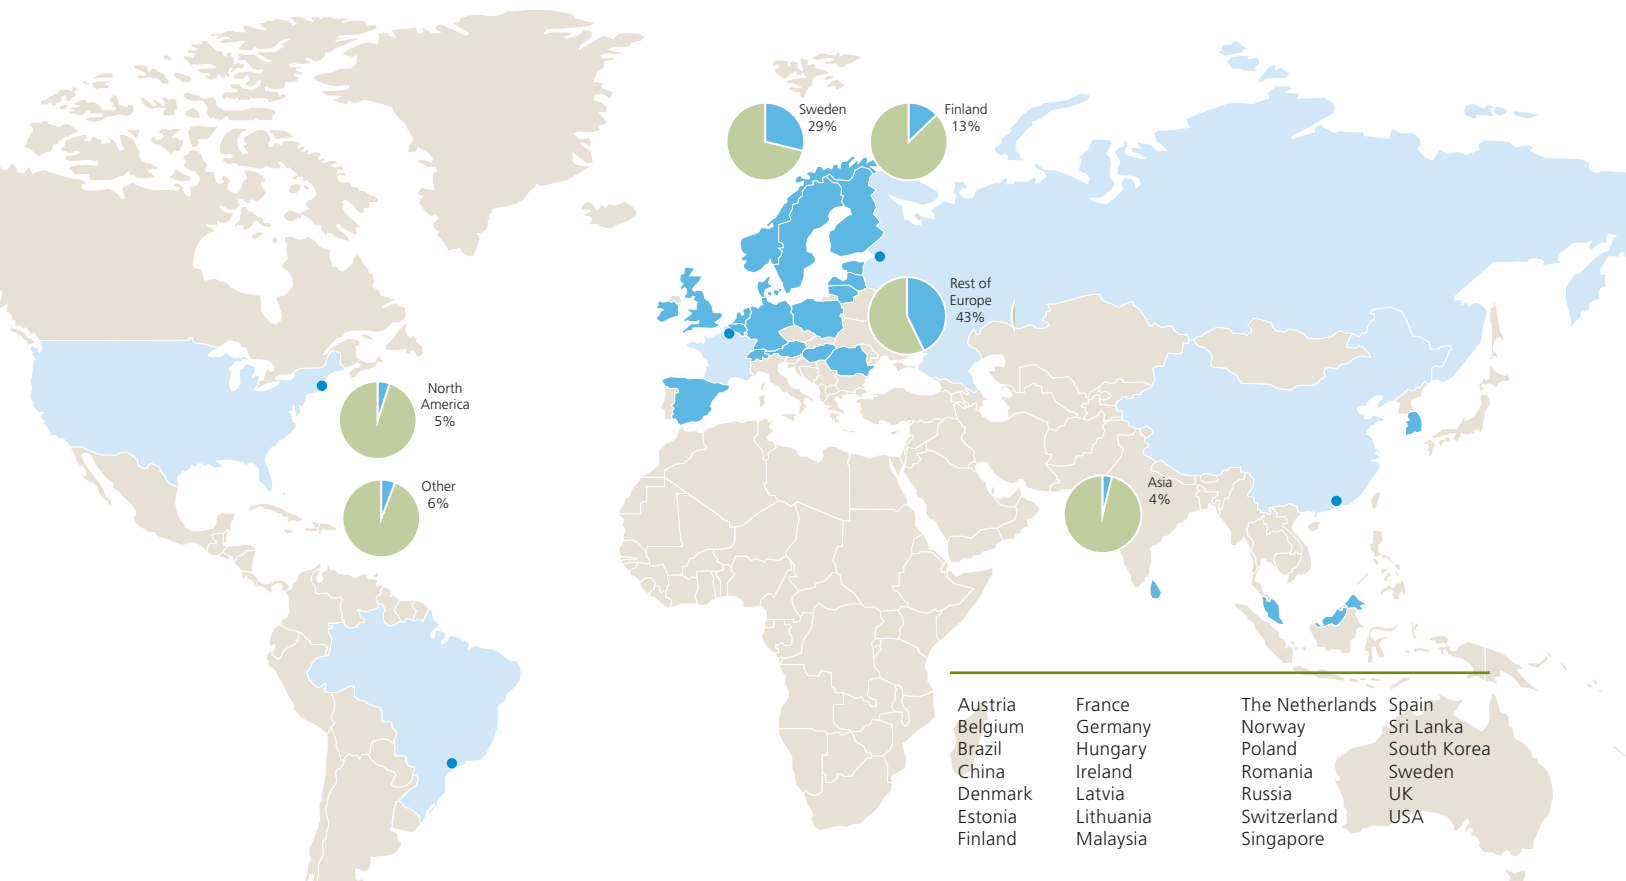 Sweden
29%
Finland
13%
Rest of
Europe
43%
North
America
5%
Other
6%
Asia
4%
Austria
Belgium
Brazil
China
Denmark
Estonia
Finland
France
Germany
Hungary
Ireland
Latvia
Lithuania
Malaysia
The Netherlands
Norway
Poland
Romania
Russia
Switzerland
Singapore
Spain
Sri Lanka
South Korea
Sweden
UK
USA